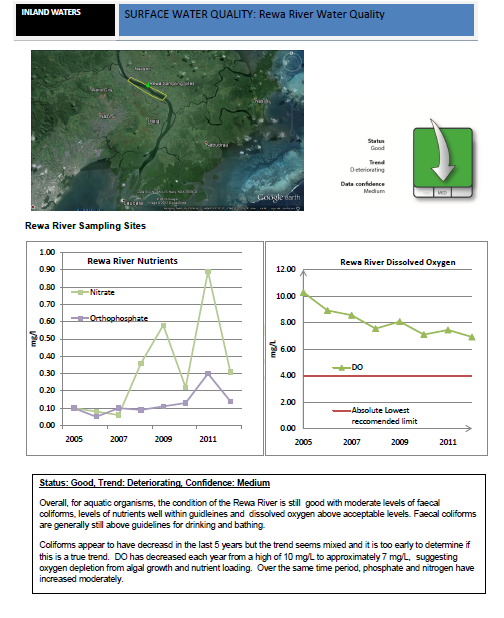 INLAND WATERS
SURFACE WATER QUALITY: Rewa River Water Quality
Rewa Sampling Sites
Google earth
Status
Good
Trend
D-eteriorating
Data confidence
Medium
MED
Rewa River Sampling Sites
Rewa River Nutrients
1.00
0.90
0.80
0.70
0.60
0.50
0.40
0.30
0.20
0.10
0.00
mg/l
Nitrate
Orthophosphate
2005 2007 2009 2011
Rewa River Dissolved Oxygen
12.00
10.00
8.00
6.00
4.00
2.00
0.00
mg/L
DO
Absolute Lowest
reccomended limit
2005 2007 2009 2011
Status: Good, Trend: Deteriorating, Confidence: Medium
Overall, for aquatic organisms, the condition of the Rewa River is still good with moderate levels of faecal
coliforms, levels of nutrients well within guidleines and dissolved oxygen above acceptable levels. Faecal coliforms
are generally still above guidelines for drinking and bathing.
Coliforms appear to have decreasd in the last 5 years but the trend seems mixed and it is too early to determine if
this is a true trend. DO has decreased each year from a high of 10 mg/L to approximately 7 mg/L, suggesting
oxygen depletion from algal growth and nutrient loading. Over the same time period, phosphate and nitrogen have
increased moderately.